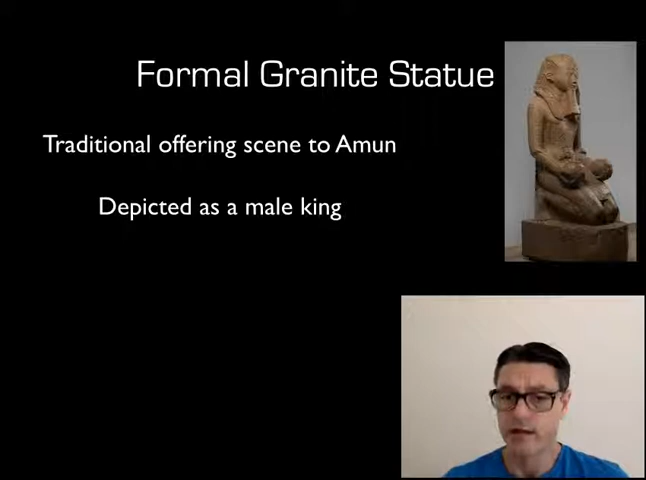 Formal Granite Statue
Traditional offering scene to Amun
Depicted as a male king